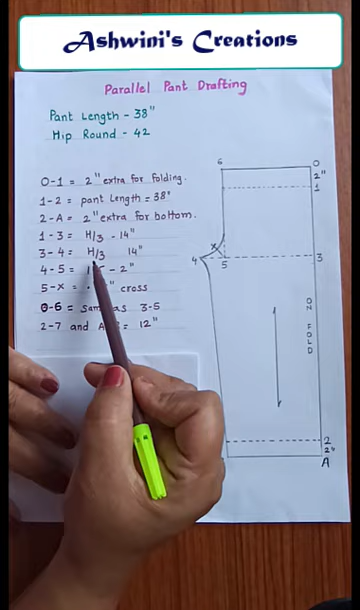 Ashwini's Creations
Parallel Pant Drafting
Pant Length - 38"
Hip Round - 42
0-1 = 2" extra for folding.
1-2 = pant length = 38"
2-A = 2" extra for bottom.
1-3 = H/3 - 14"
3-4 = H/3 14"
4-5 = - 2"
5-x = " cross
0-6 = same as 3-5
2-7 and A = 12"
6
0
2"
1
x
4
5
3
ON FOLD
2
2"
A